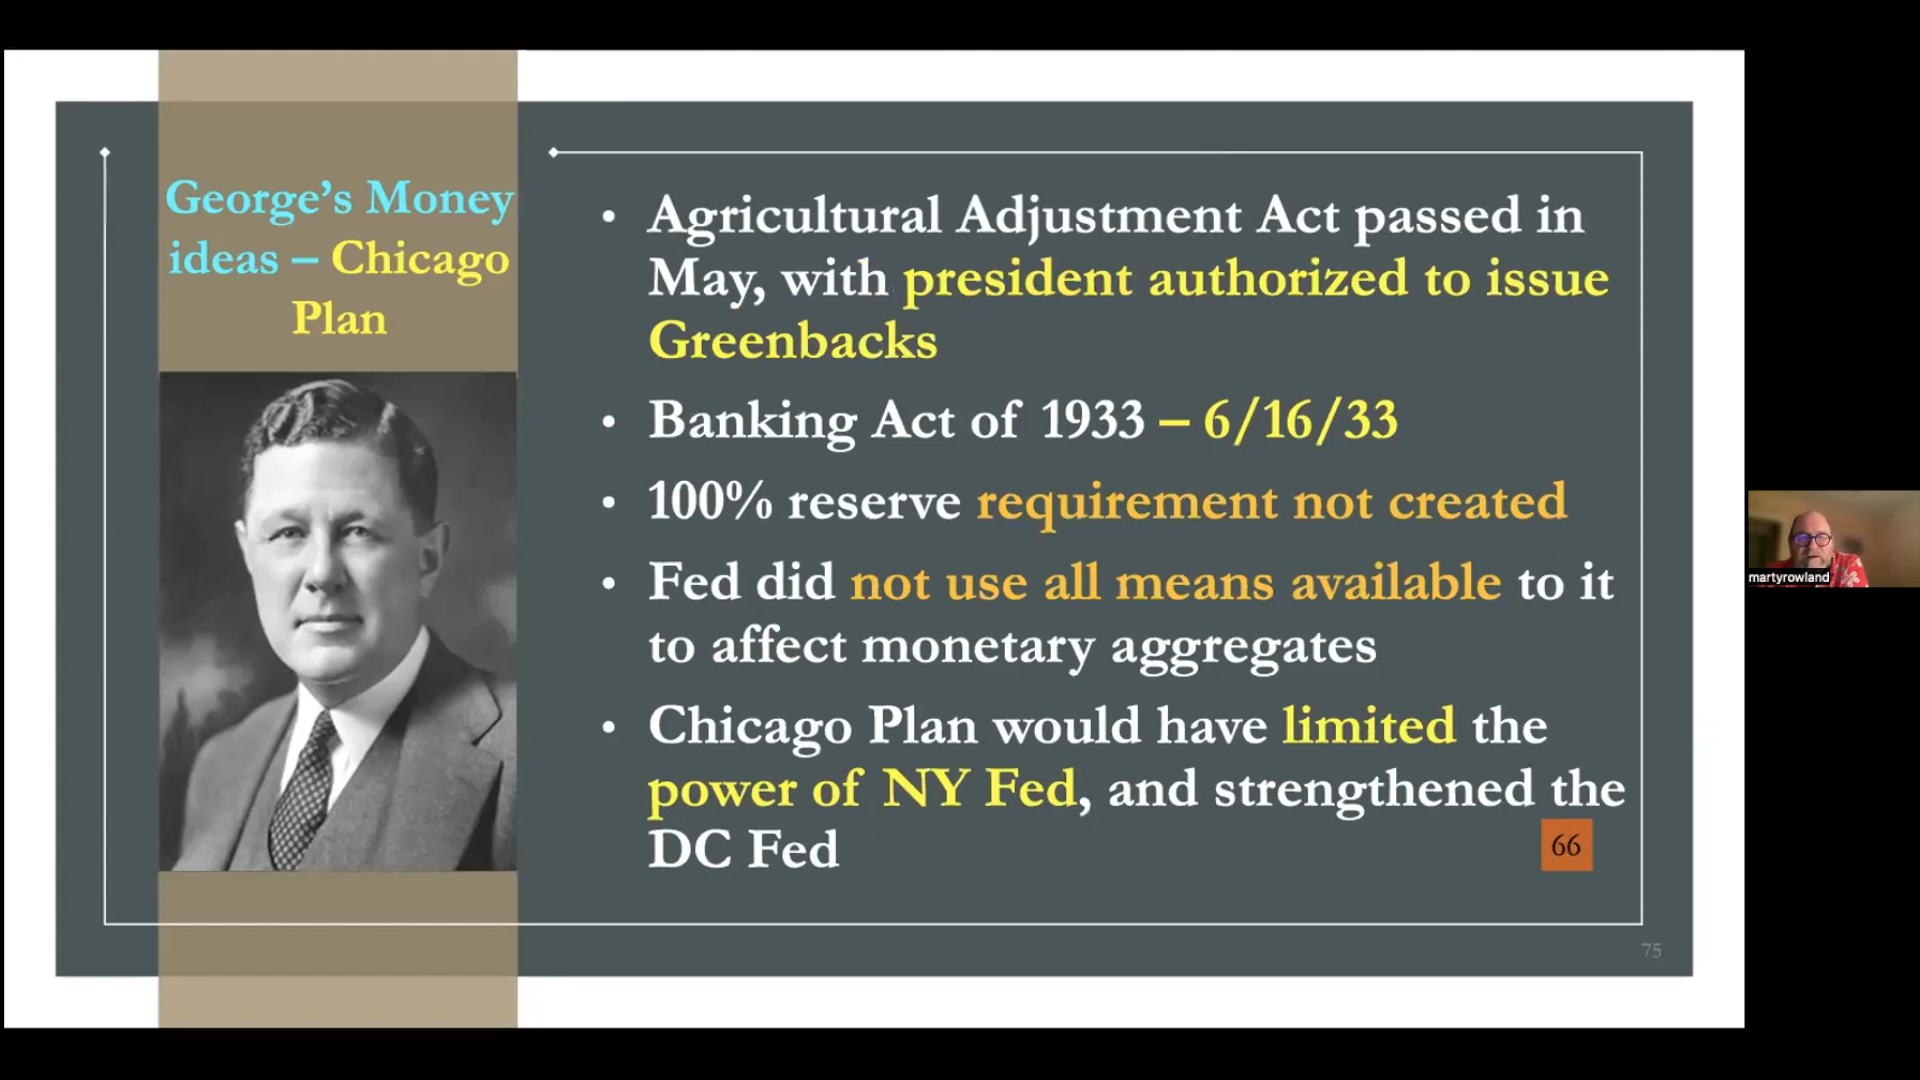 George’s Money
ideas – Chicago
Plan
• Agricultural Adjustment Act passed in
May, with president authorized to issue
Greenbacks
• Banking Act of 1933 – 6/16/33
• 100% reserve requirement not created
• Fed did not use all means available to it
to affect monetary aggregates
• Chicago Plan would have limited the
power of NY Fed, and strengthened the
DC Fed
66
75
martyrowland